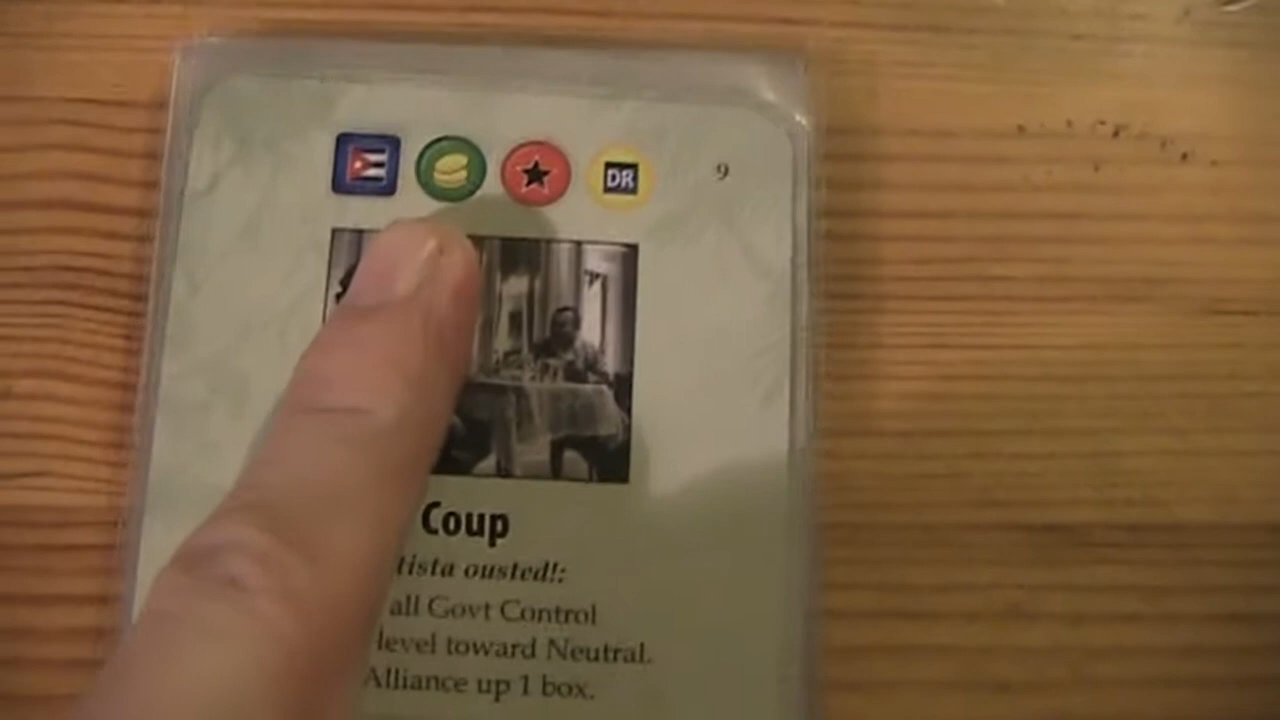 DR 9
Coup
tista ousted!:
all Govt Control
level toward Neutral.
Alliance up 1 box.